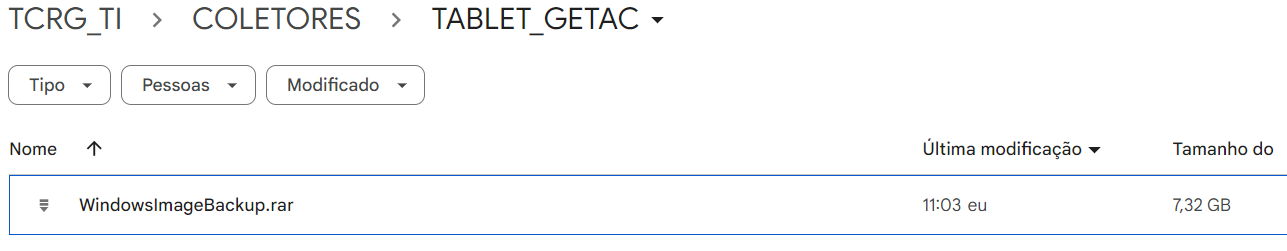 TCRG_TI > COLETORES > TABLET_GETAC
Tipo Pessoas Modificado
Nome Última modificação Tamanho do
WindowsImageBackup.rar 11:03 eu 7,32 GB